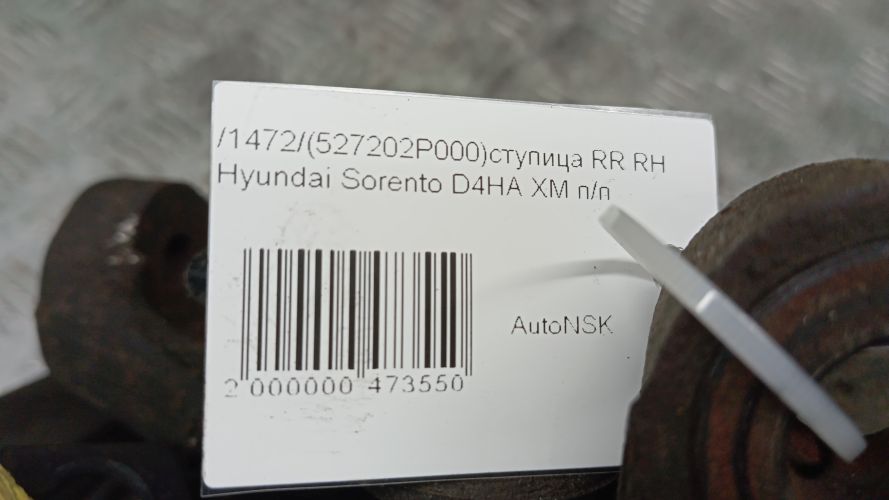 /1472/(527202P000)ступица RR RH
Hyundai Sorento D4HA XM п/п
AutoNSK
2 000000 473550